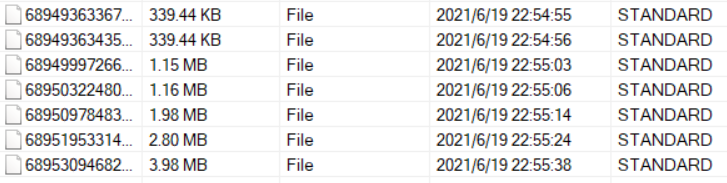 68949363367... 339.44 KB File 2021/6/19 22:54:55 STANDARD
68949363435... 339.44 KB File 2021/6/19 22:54:56 STANDARD
68949997266... 1.15 MB File 2021/6/19 22:55:03 STANDARD
68950322480... 1.16 MB File 2021/6/19 22:55:06 STANDARD
68950978483... 1.98 MB File 2021/6/19 22:55:14 STANDARD
68951953314... 2.80 MB File 2021/6/19 22:55:24 STANDARD
68953094682... 3.98 MB File 2021/6/19 22:55:38 STANDARD